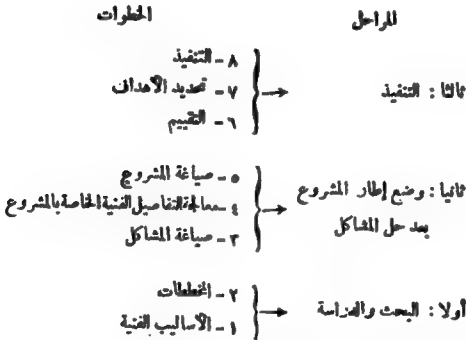 المراحل
الخطوات
ثالثا : التنفيذ
٨ - التنفيذ
٧ - تحديد الأهداف
٦ - التقييم
ثانيا : وضع إطار المشروع
بعد حل المشاكل
٥ - صياغة المشروع
٤ - معالجة التفاصيل الفنية الخاصة بالمشروع
٣ - صياغة المشاكل
أولا : البحث والدراسة
٢ - المخططات
١ - الأساليب الفنية